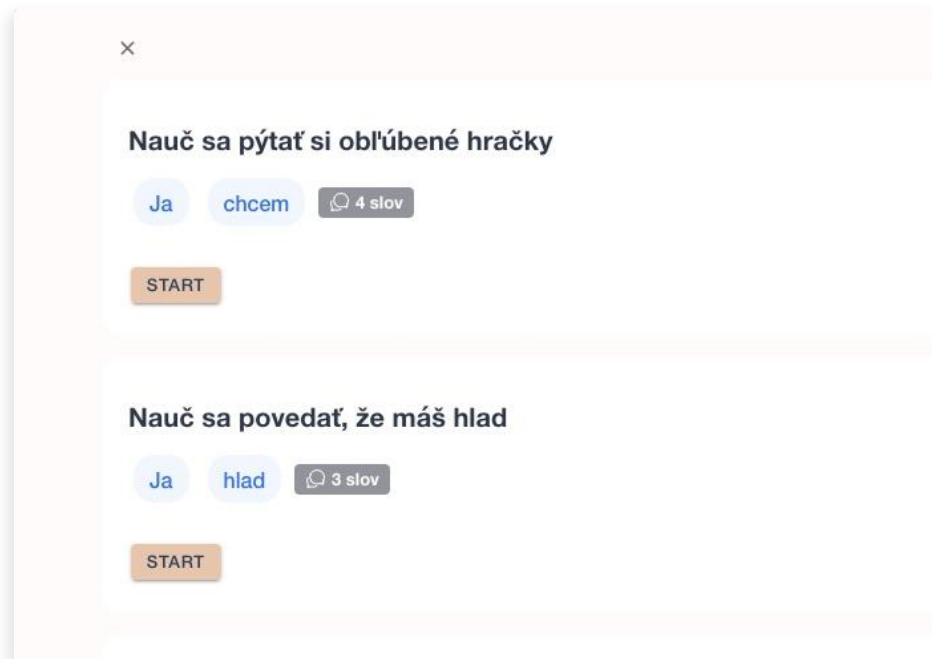 Nauč sa pýtať si obľúbené hračky
Ja chcem 4 slov
START
Nauč sa povedať, že máš hlad
Ja hlad 3 slov
START